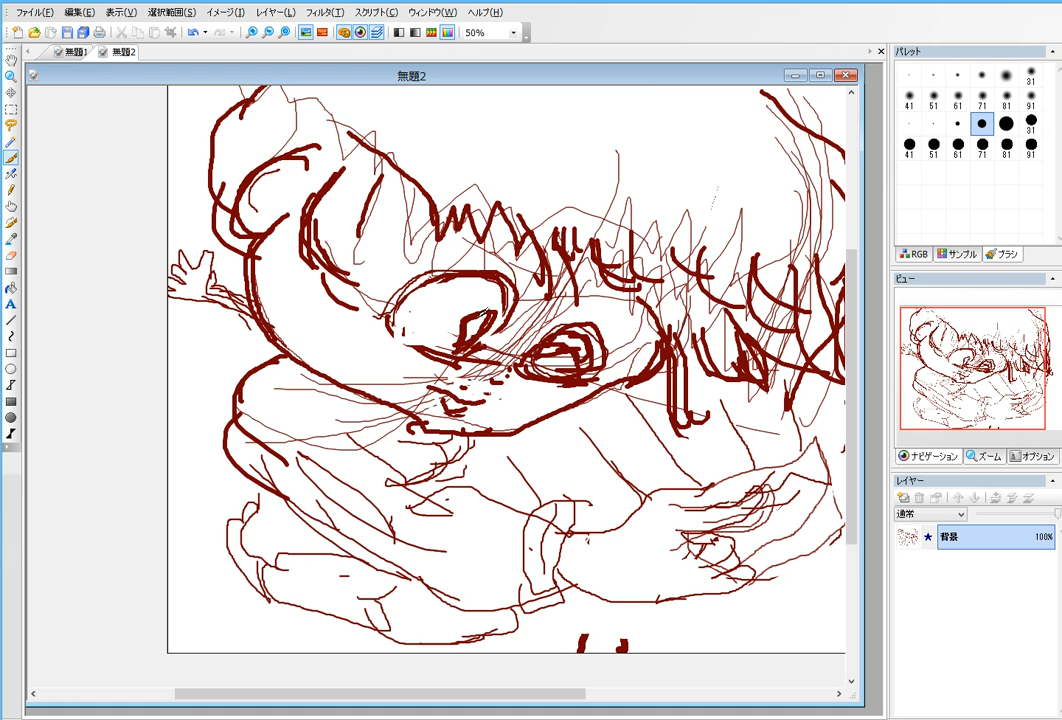 ファイル(F) 編集(E) 表示(V) 選択範囲(S) イメージ(I) レイヤー(L) フィルタ(T) スクリプト(C) ウィンドウ(W) ヘルプ(H)
50%
無題1 無題2
無題2
パレット
31
41 51 61 71 81 91
31
41 51 61 71 81 91
RGB サンプル ブラシ
ビュー
ナビゲーション ズーム オプション
レイヤー
通常
背景 100%